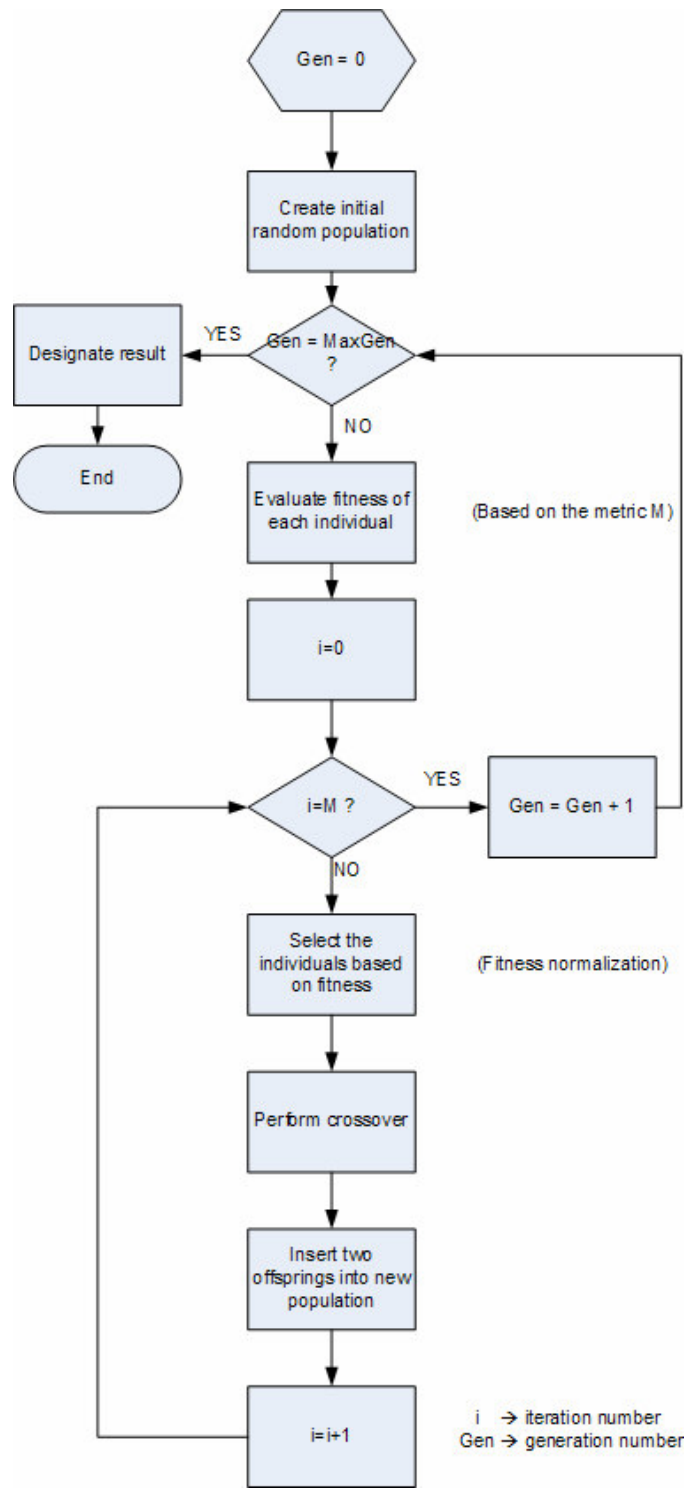 Gen = 0
Create initial
random population
YES
Gen = MaxGen
?
Designate result
NO
End
Evaluate fitness of
each individual
(Based on the metric M)
i=0
i=M ?
YES
Gen = Gen + 1
NO
Select the
individuals based
on fitness
(Fitness normalization)
Perform crossover
Insert two
offsprings into new
population
i=i+1
i → iteration number
Gen → generation number